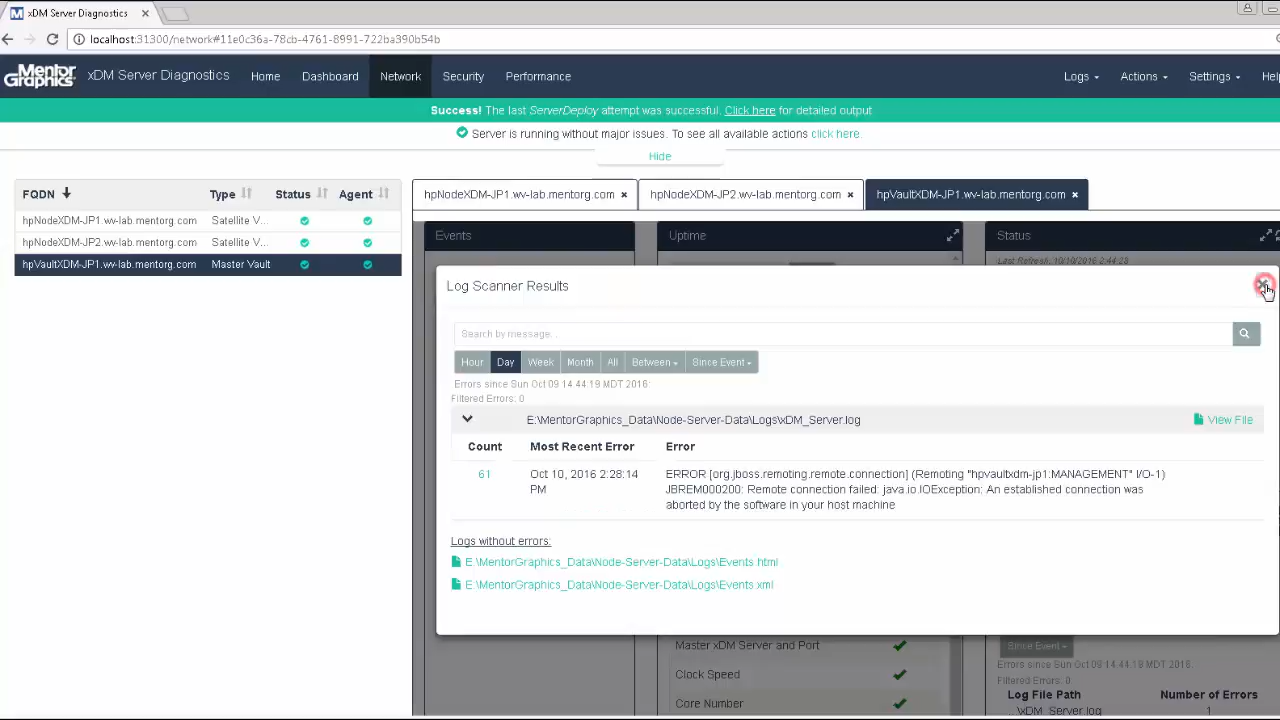 xDM Server Diagnostics
localhost:31300/network#11e0c36a-78cb-4761-8991-722ba390b54b
Mentor Graphics
xDM Server Diagnostics Home Dashboard Network Security Performance Logs Actions Settings Help
Success! The last ServerDeploy attempt was successful. Click here for detailed output
Server is running without major issues. To see all available actions click here.
Hide
FQDN Type Status Agent
hpNodeXDM-JP1.wv-lab.mentorg.com Satellite V...
hpNodeXDM-JP2.wv-lab.mentorg.com Satellite V...
hpVaultXDM-JP1.wv-lab.mentorg.com Master Vault
hpNodeXDM-JP1.wv-lab.mentorg.com × hpNodeXDM-JP2.wv-lab.mentorg.com × hpVaultXDM-JP1.wv-lab.mentorg.com ×
Events Uptime Status
Last Refresh: 10/10/2016 2:44:28
Log Scanner Results
Search by message...
Hour Day Week Month All Between Since Event
Errors since Sun Oct 09 14:44:19 MDT 2016:
Filtered Errors: 0
E:\MentorGraphics_Data\Node-Server-Data\Logs\xDM_Server.log View File
Count Most Recent Error Error
61 Oct 10, 2016 2:28:14 PM ERROR [org.jboss.remoting.remote.connection] (Remoting "hpvaultxdm-jp1:MANAGEMENT" I/O-1)
JBREM000200: Remote connection failed: java.io.IOException: An established connection was
aborted by the software in your host machine
Logs without errors:
E:\MentorGraphics_Data\Node-Server-Data\Logs\Events.html
E:\MentorGraphics_Data\Node-Server-Data\Logs\Events.xml
Master xDM Server and Port
Clock Speed
Core Number
Since Event
Errors since Sun Oct 09 14:44:19 MDT 2016:
Filtered Errors: 0
Log File Path Number of Errors
...\xDM_Server.log 1